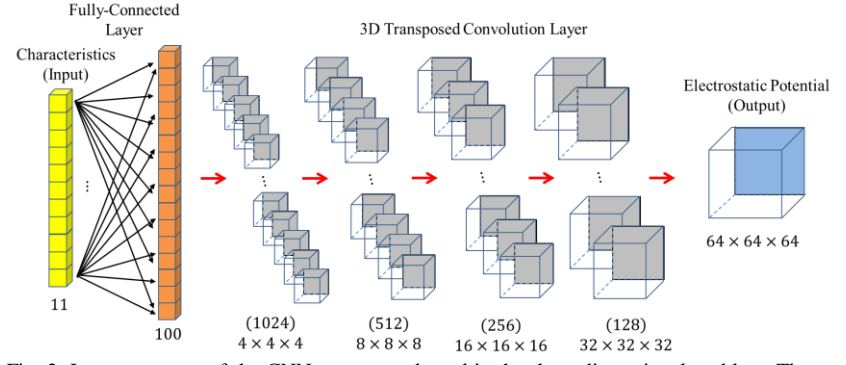 Fully-Connected
Layer
3D Transposed Convolution Layer
Characteristics
(Input)
Electrostatic Potential
(Output)
11
100
(1024)
4 × 4 × 4
(512)
8 × 8 × 8
(256)
16 × 16 × 16
(128)
32 × 32 × 32
64 × 64 × 64